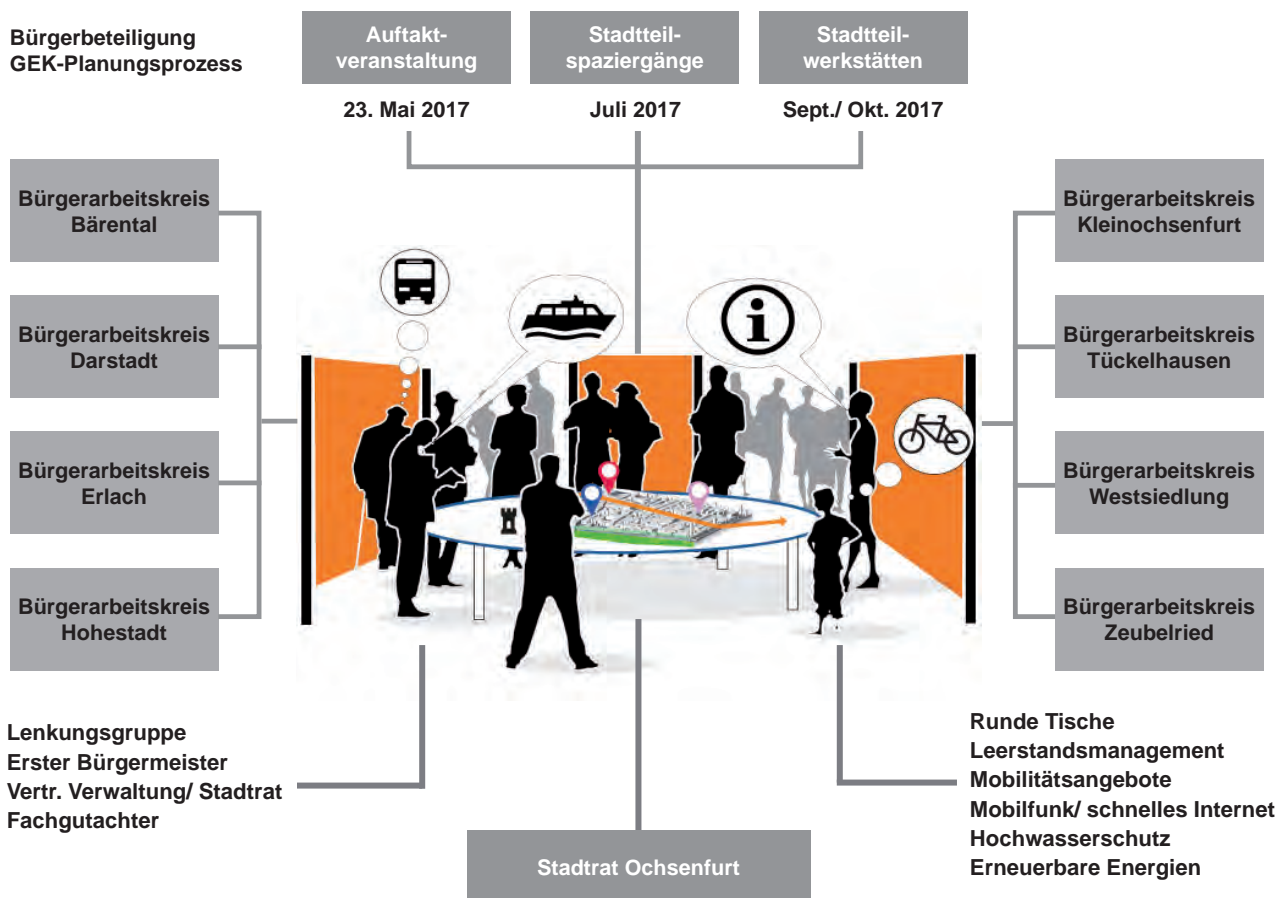 Bürgerbeteiligung
GEK-Planungsprozess
Auftakt-
veranstaltung
23. Mai 2017
Stadtteil-
spaziergänge
Juli 2017
Stadtteil-
werkstätten
Sept./ Okt. 2017
Bürgerarbeitskreis
Bärental
Bürgerarbeitskreis
Darstadt
Bürgerarbeitskreis
Erlach
Bürgerarbeitskreis
Hohestadt
Bürgerarbeitskreis
Kleinochsenfurt
Bürgerarbeitskreis
Tückelhausen
Bürgerarbeitskreis
Westsiedlung
Bürgerarbeitskreis
Zeubelried
Lenkungsgruppe
Erster Bürgermeister
Vertr. Verwaltung/ Stadtrat
Fachgutachter
Runde Tische
Leerstandsmanagement
Mobilitätsangebote
Mobilfunk/ schnelles Internet
Hochwasserschutz
Erneuerbare Energien
Stadtrat Ochsenfurt